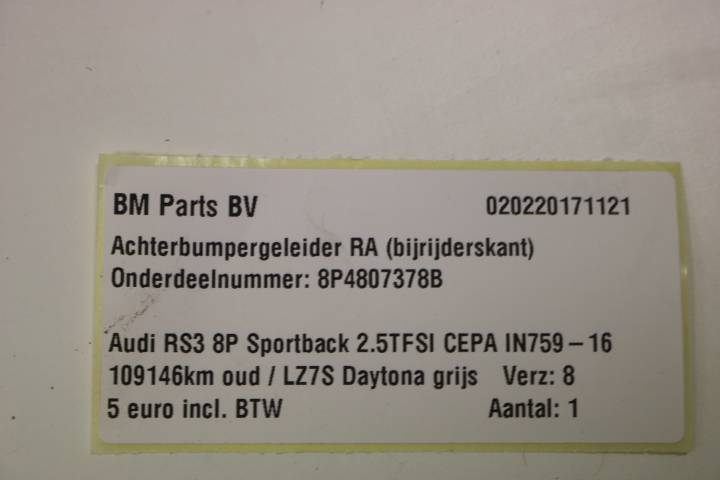 BM Parts BV 020220171121
Achterbumpergeleider RA (bijrijderskant)
Onderdeelnummer: 8P4807378B
Audi RS3 8P Sportback 2.5TFSI CEPA IN759-16
109146km oud / LZ7S Daytona grijs Verz: 8
5 euro incl. BTW Aantal: 1